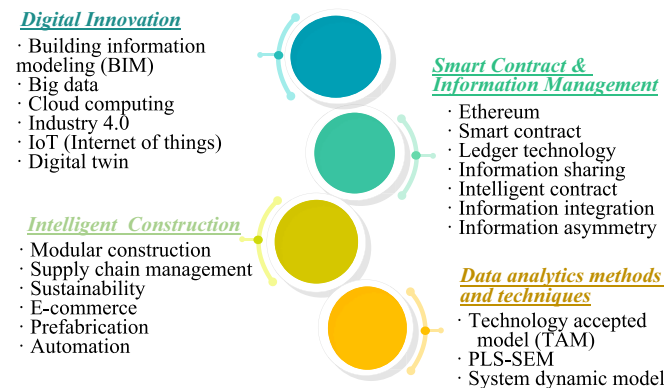 Digital Innovation
· Building information
modeling (BIM)
· Big data
· Cloud computing
· Industry 4.0
· IoT (Internet of things)
· Digital twin
Smart Contract &
Information Management
· Ethereum
· Smart contract
· Ledger technology
· Information sharing
· Intelligent contract
· Information integration
· Information asymmetry
Intelligent Construction
· Modular construction
· Supply chain management
· Sustainability
· E-commerce
· Prefabrication
· Automation
Data analytics methods
and techniques
· Technology accepted
model (TAM)
· PLS-SEM
· System dynamic model